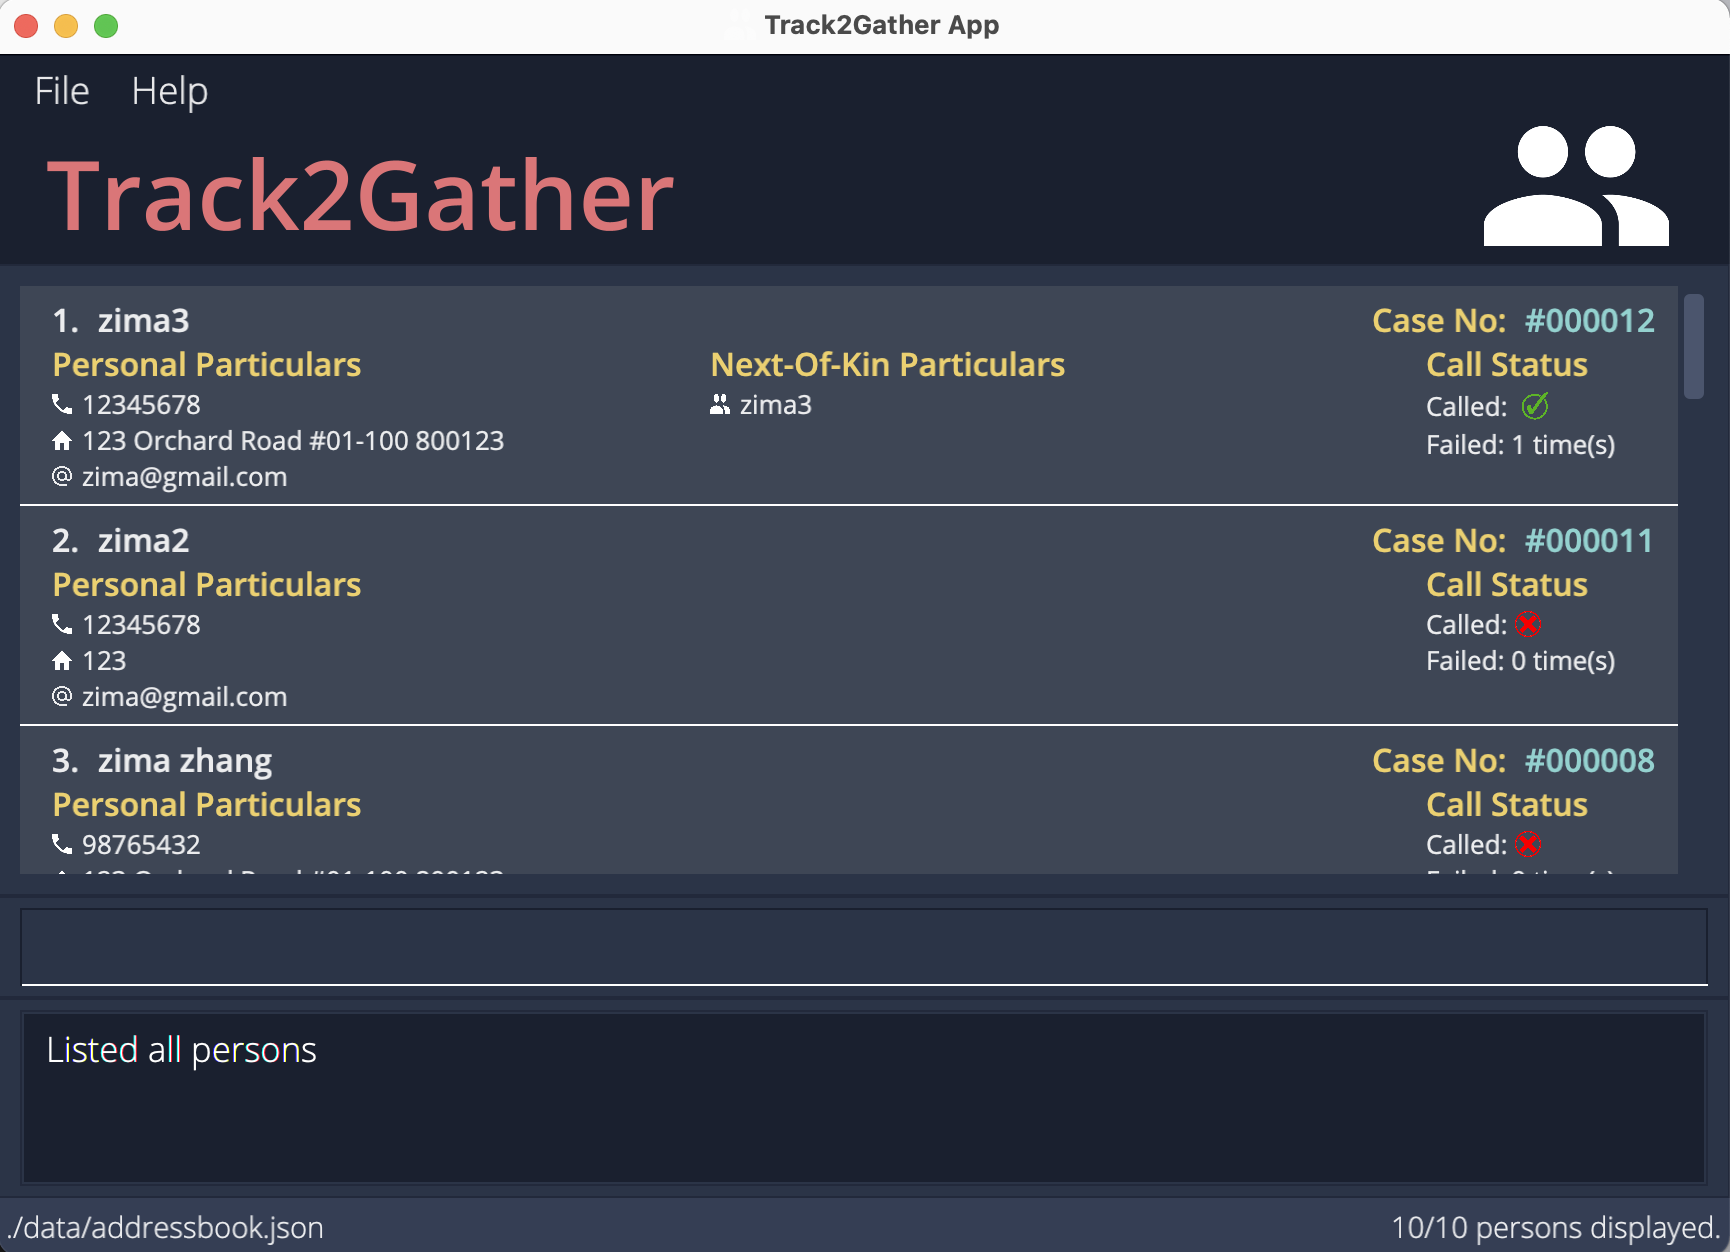 Track2Gather App
File Help
Track2Gather
1. zima3 Case No: #000012
Personal Particulars Next-Of-Kin Particulars Call Status
12345678 zima3 Called:
123 Orchard Road #01-100 800123 Failed: 1 time(s)
@ zima@gmail.com
2. zima2 Case No: #000011
Personal Particulars Call Status
12345678 Called:
123 Failed: 0 time(s)
@ zima@gmail.com
3. zima zhang Case No: #000008
Personal Particulars Call Status
98765432 Called:
Listed all persons
./data/addressbook.json 10/10 persons displayed.